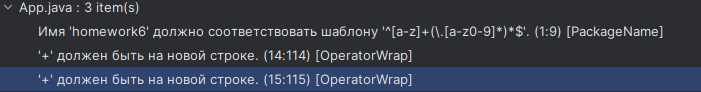 App.java : 3 item(s)
Имя 'homework6' должно соответствовать шаблону '^[a-z]+(\.[a-z0-9]*)*$'. (1:9) [PackageName]
'+' должен быть на новой строке. (14:114) [OperatorWrap]
'+' должен быть на новой строке. (15:115) [OperatorWrap]